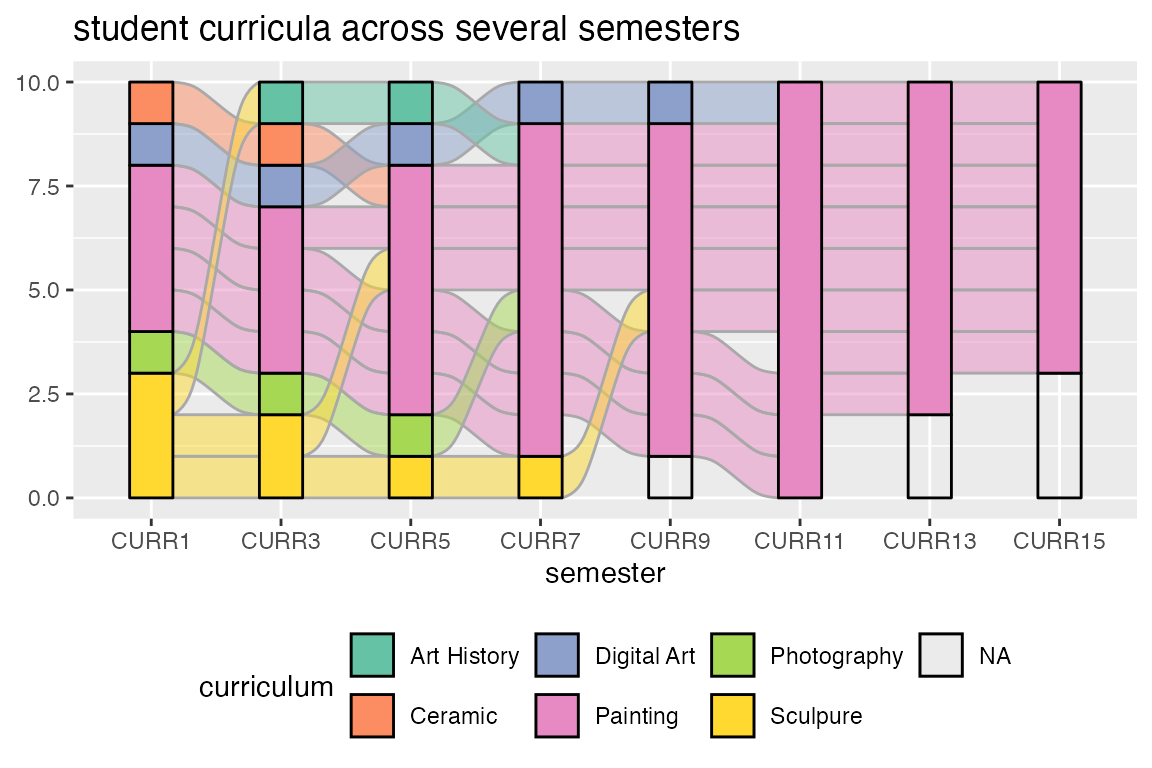 student curricula across several semesters
10.0
7.5
5.0
2.5
0.0
CURR1 CURR3 CURR5 CURR7 CURR9 CURR11 CURR13 CURR15
semester
curriculum
Art History Digital Art Photography NA
Ceramic Painting Sculpure